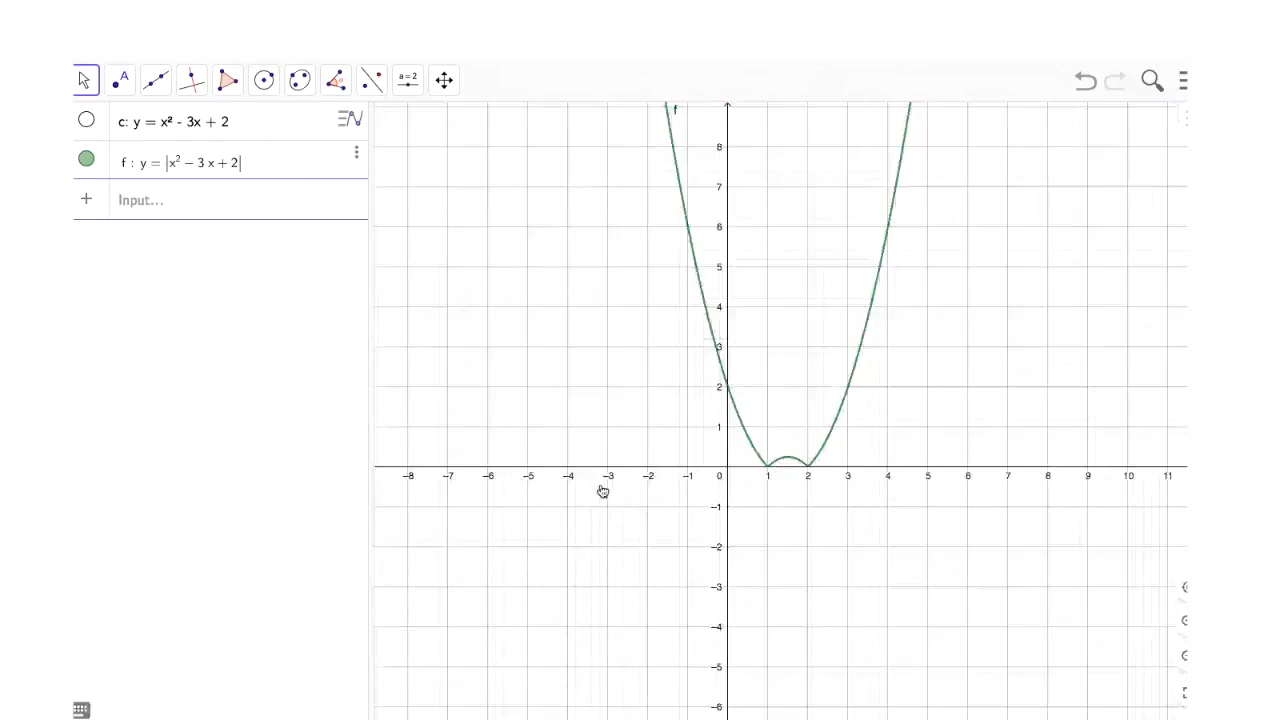 A
a = 2
c: y = x² - 3x + 2
f : y = |x² − 3 x + 2|
+ Input...
f
8
7
6
5
4
3
2
1
−8 −7 −6 −5 −4 −3 −2 −1 0 1 2 3 4 5 6 7 8 9 10 11
−1
−2
−3
−4
−5
−6